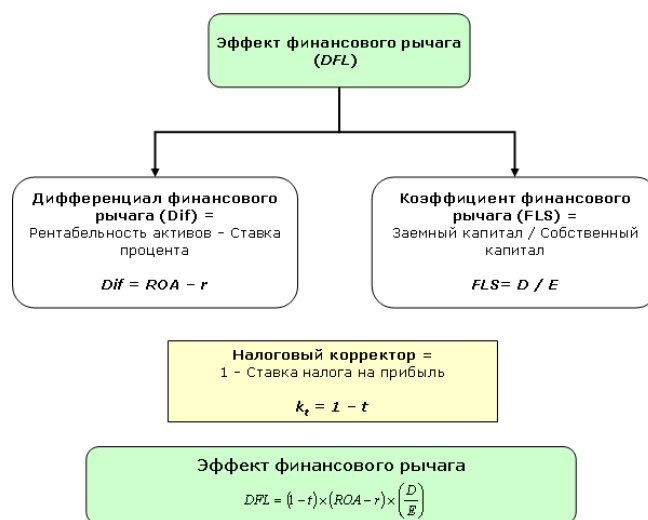 Эффект финансового рычага
(DFL)
Дифференциал финансового
рычага (Dif) =
Рентабельность активов – Ставка
процента
Dif = ROA – r
Коэффициент финансового
рычага (FLS) =
Заемный капитал / Собственный
капитал
FLS= D / E
Налоговый корректор =
1 – Ставка налога на прибыль
kt = 1 – t
Эффект финансового рычага
DFL = (1−t)×(ROA−r)×(D/E)